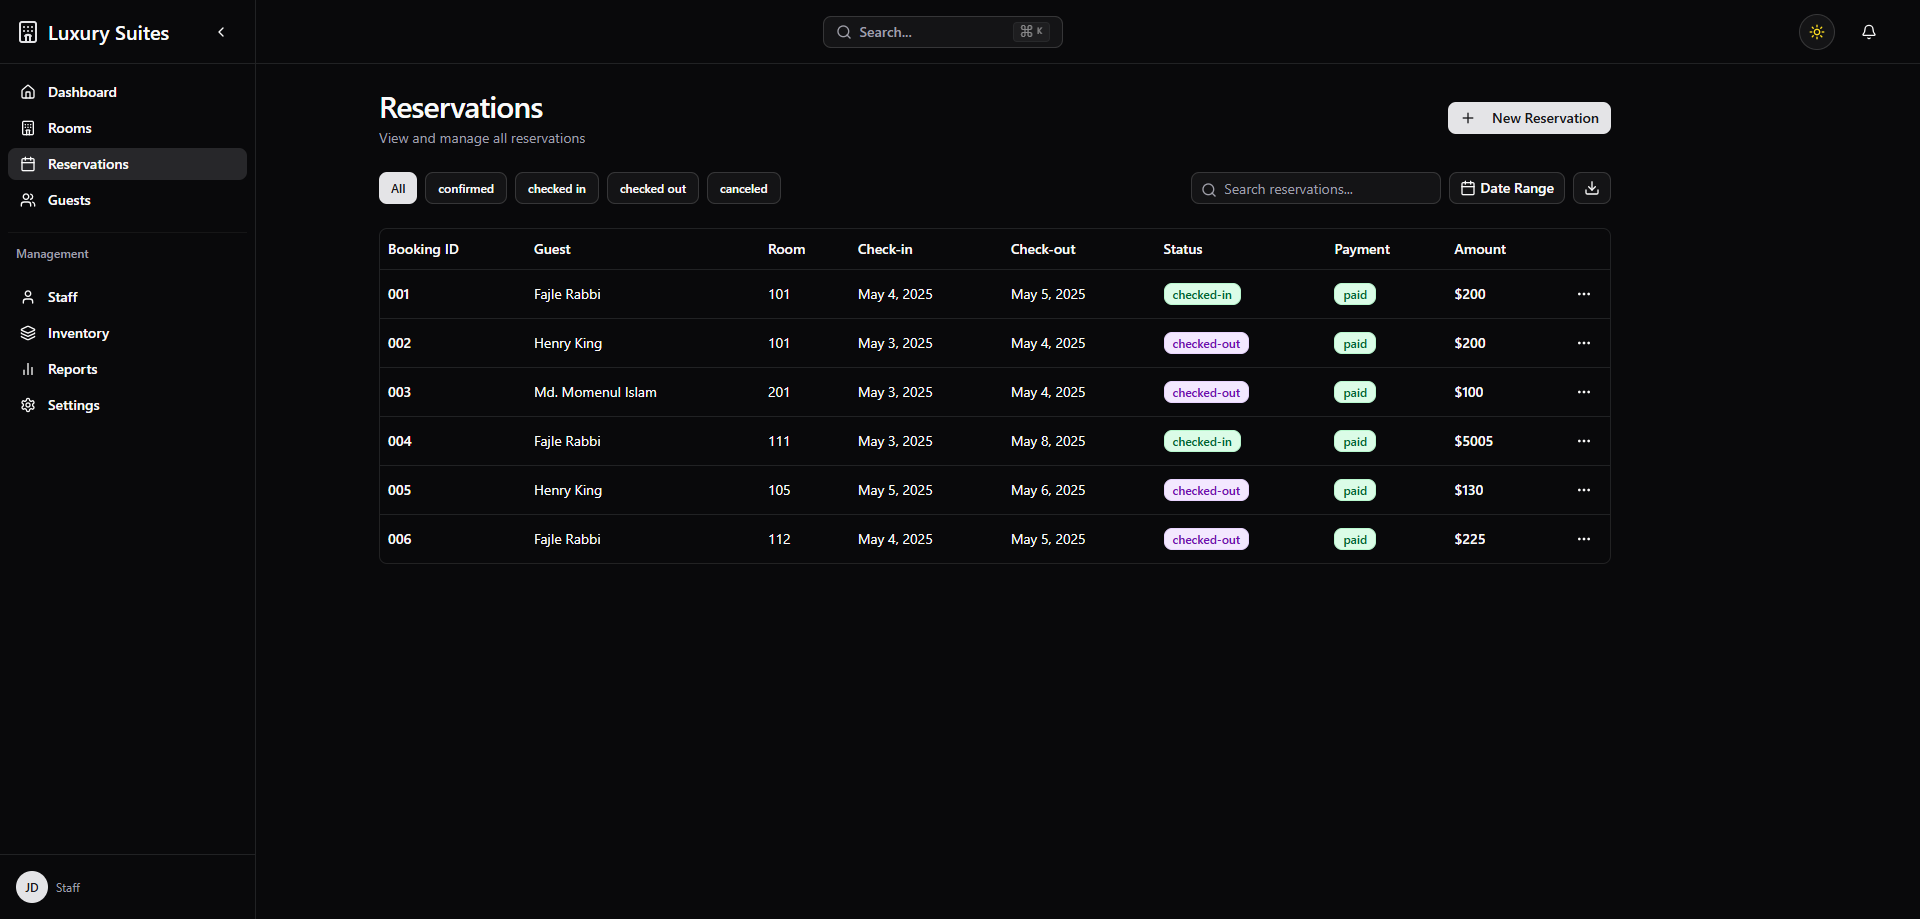 Luxury Suites
Search... ⌘ K
Dashboard
Rooms
Reservations
Guests
Management
Staff
Inventory
Reports
Settings
JD Staff
Reservations
View and manage all reservations
New Reservation
All confirmed checked in checked out canceled
Search reservations... Date Range
Booking ID Guest Room Check-in Check-out Status Payment Amount
001 Fajle Rabbi 101 May 4, 2025 May 5, 2025 checked-in paid $200
002 Henry King 101 May 3, 2025 May 4, 2025 checked-out paid $200
003 Md. Momenul Islam 201 May 3, 2025 May 4, 2025 checked-out paid $100
004 Fajle Rabbi 111 May 3, 2025 May 8, 2025 checked-in paid $5005
005 Henry King 105 May 5, 2025 May 6, 2025 checked-out paid $130
006 Fajle Rabbi 112 May 4, 2025 May 5, 2025 checked-out paid $225